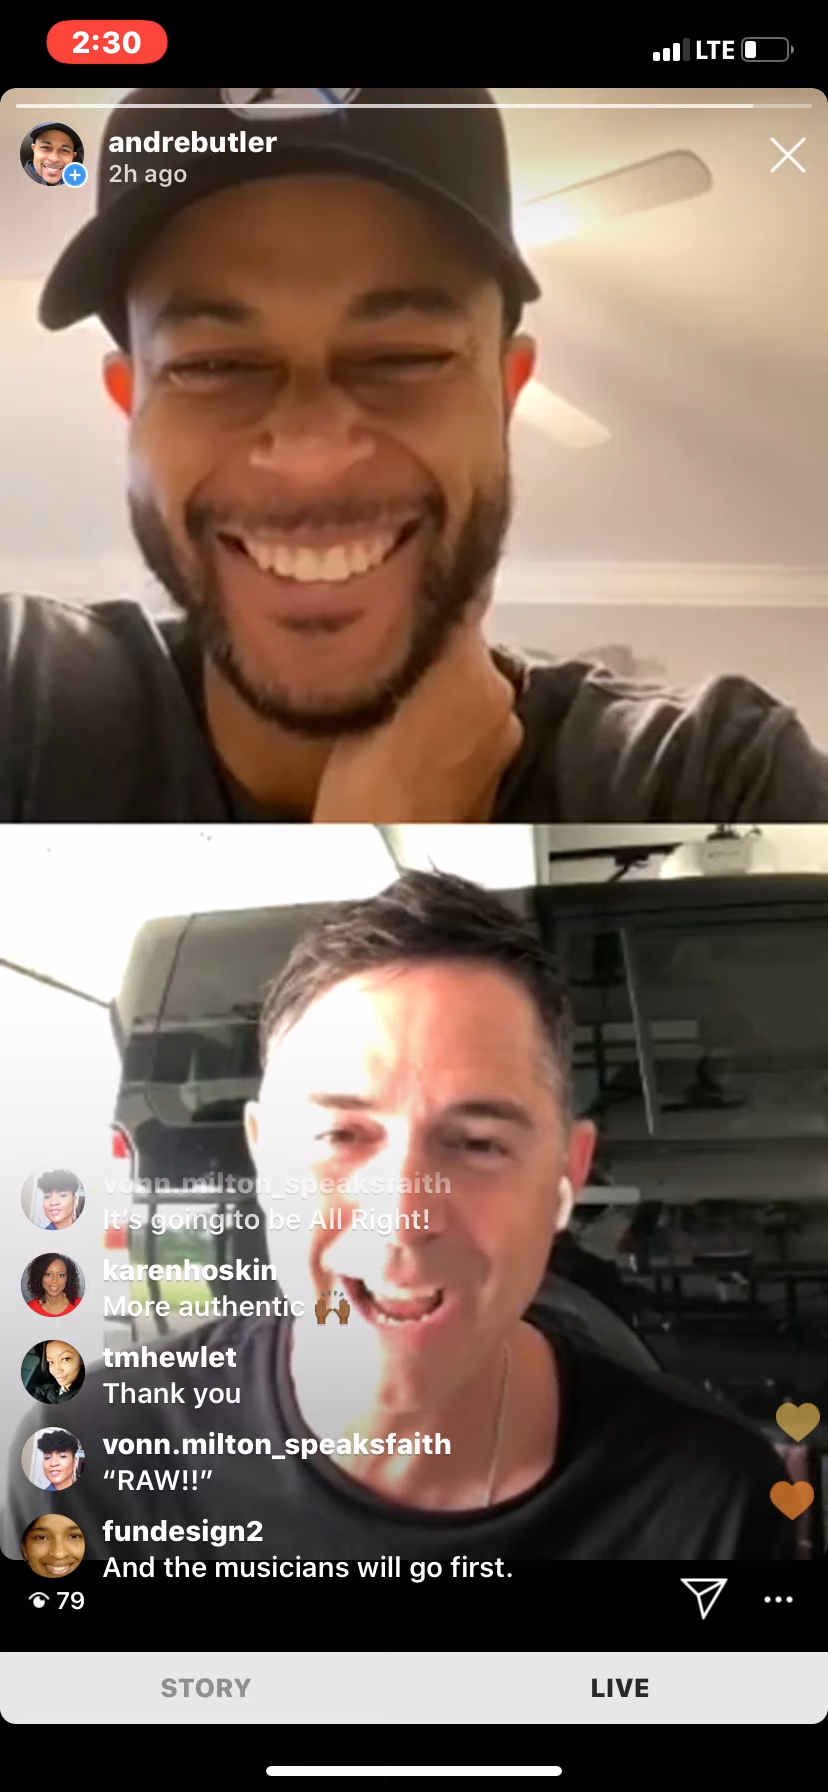 2:30
LTE
andrebutler
2h ago
vonn.milton_speaksfaith
It's going to be All Right!
karenhoskin
More authentic 🙌🏾
tmhewlet
Thank you
vonn.milton_speaksfaith
“RAW!!”
fundesign2
And the musicians will go first.
79
STORY
LIVE